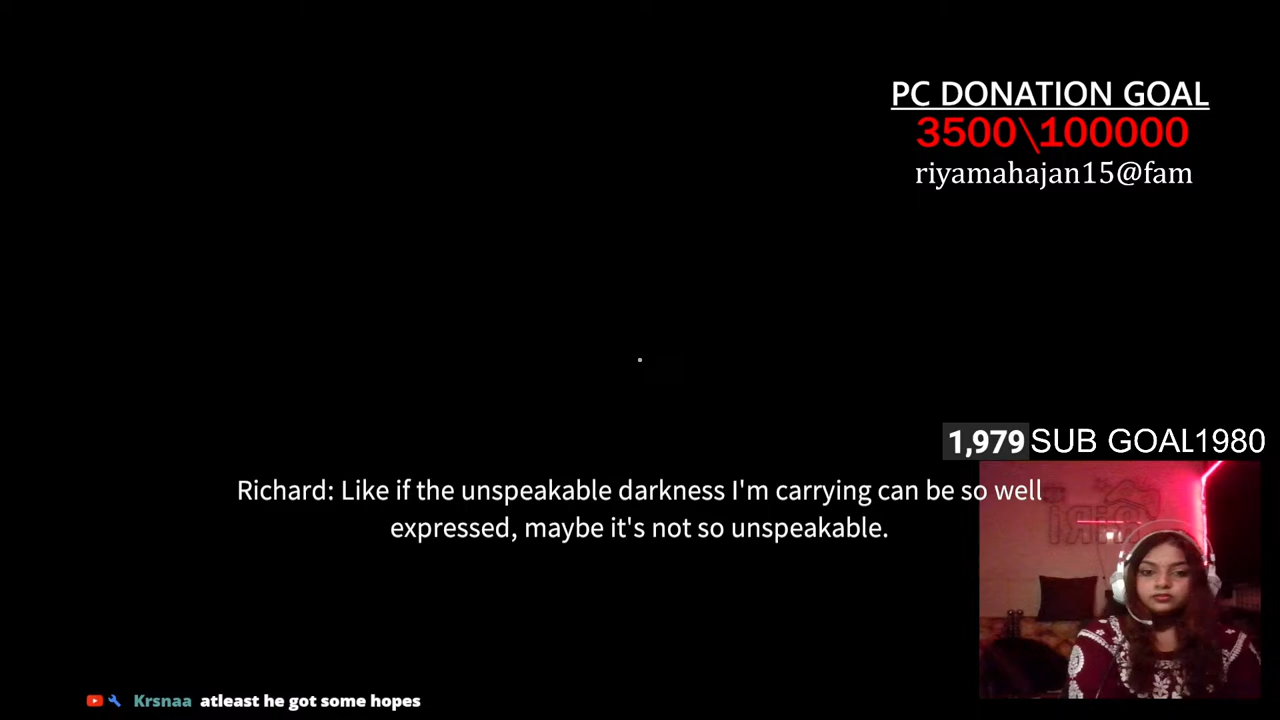 PC DONATION GOAL
3500\100000
riyamahajan15@fam
1,979 SUB GOAL1980
Richard: Like if the unspeakable darkness I'm carrying can be so well
expressed, maybe it's not so unspeakable.
Krsnaa atleast he got some hopes